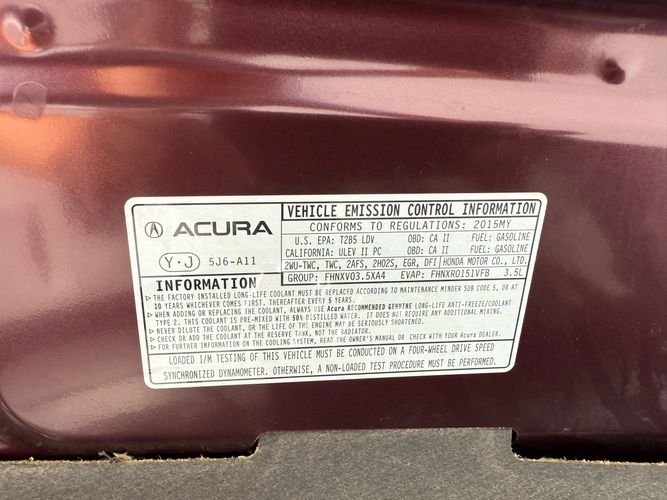 ACURA
Y·J 5J6-A11
VEHICLE EMISSION CONTROL INFORMATION
CONFORMS TO REGULATIONS: 2015MY
U.S. EPA: T2B5 LDV OBD: CA II FUEL: GASOLINE
CALIFORNIA: ULEV II PC OBD: CA II FUEL: GASOLINE
2WU-TWC, TWC, 2AFS, 2HO2S, EGR, DFI HONDA MOTOR CO., LTD.
GROUP: FHNXV03.5XA4 EVAP: FHNXR0151VFB 3.5L
INFORMATION
▷ THE FACTORY INSTALLED LONG-LIFE COOLANT MUST BE REPLACED ACCORDING TO MAINTENANCE MINDER SUB CODE 5, OR AT
10 YEARS WHICHEVER COMES FIRST. THEREAFTER EVERY 5 YEARS.
▷ WHEN ADDING OR REPLACING THE COOLANT, ALWAYS USE Acura RECOMMENDED GENUINE LONG-LIFE ANTI-FREEZE/COOLANT
TYPE 2. THIS COOLANT IS PRE-MIXED WITH 50% DISTILLED WATER. IT DOES NOT REQUIRE ANY ADDITIONAL MIXING.
▷ NEVER DILUTE THE COOLANT, OR THE LIFE OF THE ENGINE MAY BE SERIOUSLY SHORTENED.
▷ CHECK OR ADD THE COOLANT AT THE RESERVE TANK, NOT THE RADIATOR.
▷ FOR FURTHER INFORMATION ON THE COOLING SYSTEM, READ THE OWNER'S MANUAL OR CHECK WITH YOUR Acura DEALER.
LOADED I/M TESTING OF THIS VEHICLE MUST BE CONDUCTED ON A FOUR-WHEEL DRIVE SPEED
SYNCHRONIZED DYNAMOMETER. OTHERWISE, A NON-LOADED TEST PROCEDURE MUST BE PERFORMED.